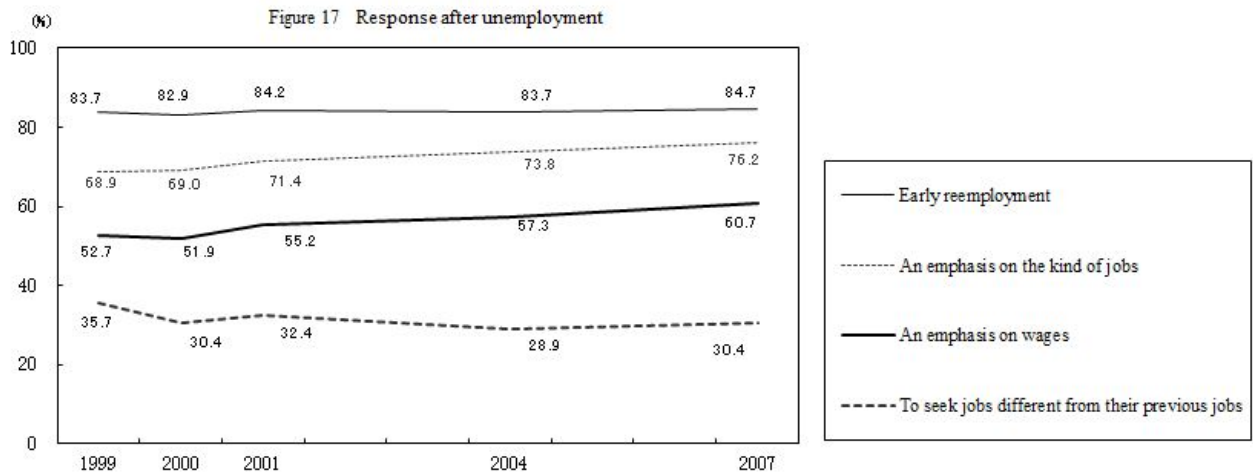 Figure 17 Response after unemployment
(%)
100
80
60
40
20
0
83.7 82.9 84.2 83.7 84.7
68.9 69.0 71.4 73.8 76.2
52.7 51.9 55.2 57.3 60.7
35.7 30.4 32.4 28.9 30.4
1999 2000 2001 2004 2007
Early reemployment
An emphasis on the kind of jobs
An emphasis on wages
To seek jobs different from their previous jobs